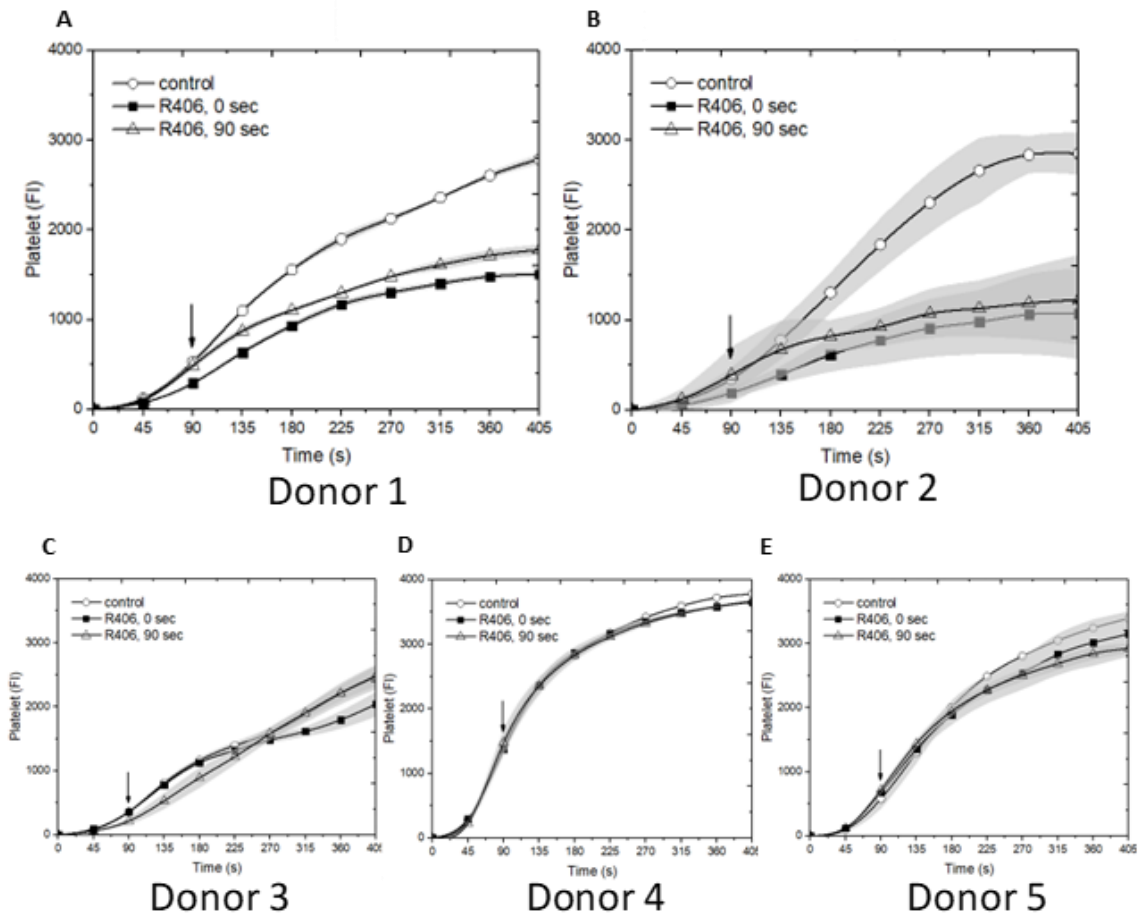 A
4000
3000
2000
1000
0
Platelet (FI)
control
R406, 0 sec
R406, 90 sec
0 45 90 135 180 225 270 315 360 405
Time (s)
Donor 1
B
4000
3000
2000
1000
0
Platelet (FI)
control
R406, 0 sec
R406, 90 sec
0 45 90 135 180 225 270 315 360 405
Time (s)
Donor 2
C
4000
3000
2000
1000
0
Platelet (FI)
control
R406, 0 sec
R406, 90 sec
0 45 90 135 180 225 270 315 360 405
Time (s)
Donor 3
D
4000
3000
2000
1000
0
Platelet (FI)
control
R406, 0 sec
R406, 90 sec
0 45 90 135 180 225 270 315 360 405
Time (s)
Donor 4
E
4000
3000
2000
1000
0
Platelet (FI)
control
R406, 0 sec
R406, 90 sec
0 45 90 135 180 225 270 315 360 405
Time (s)
Donor 5